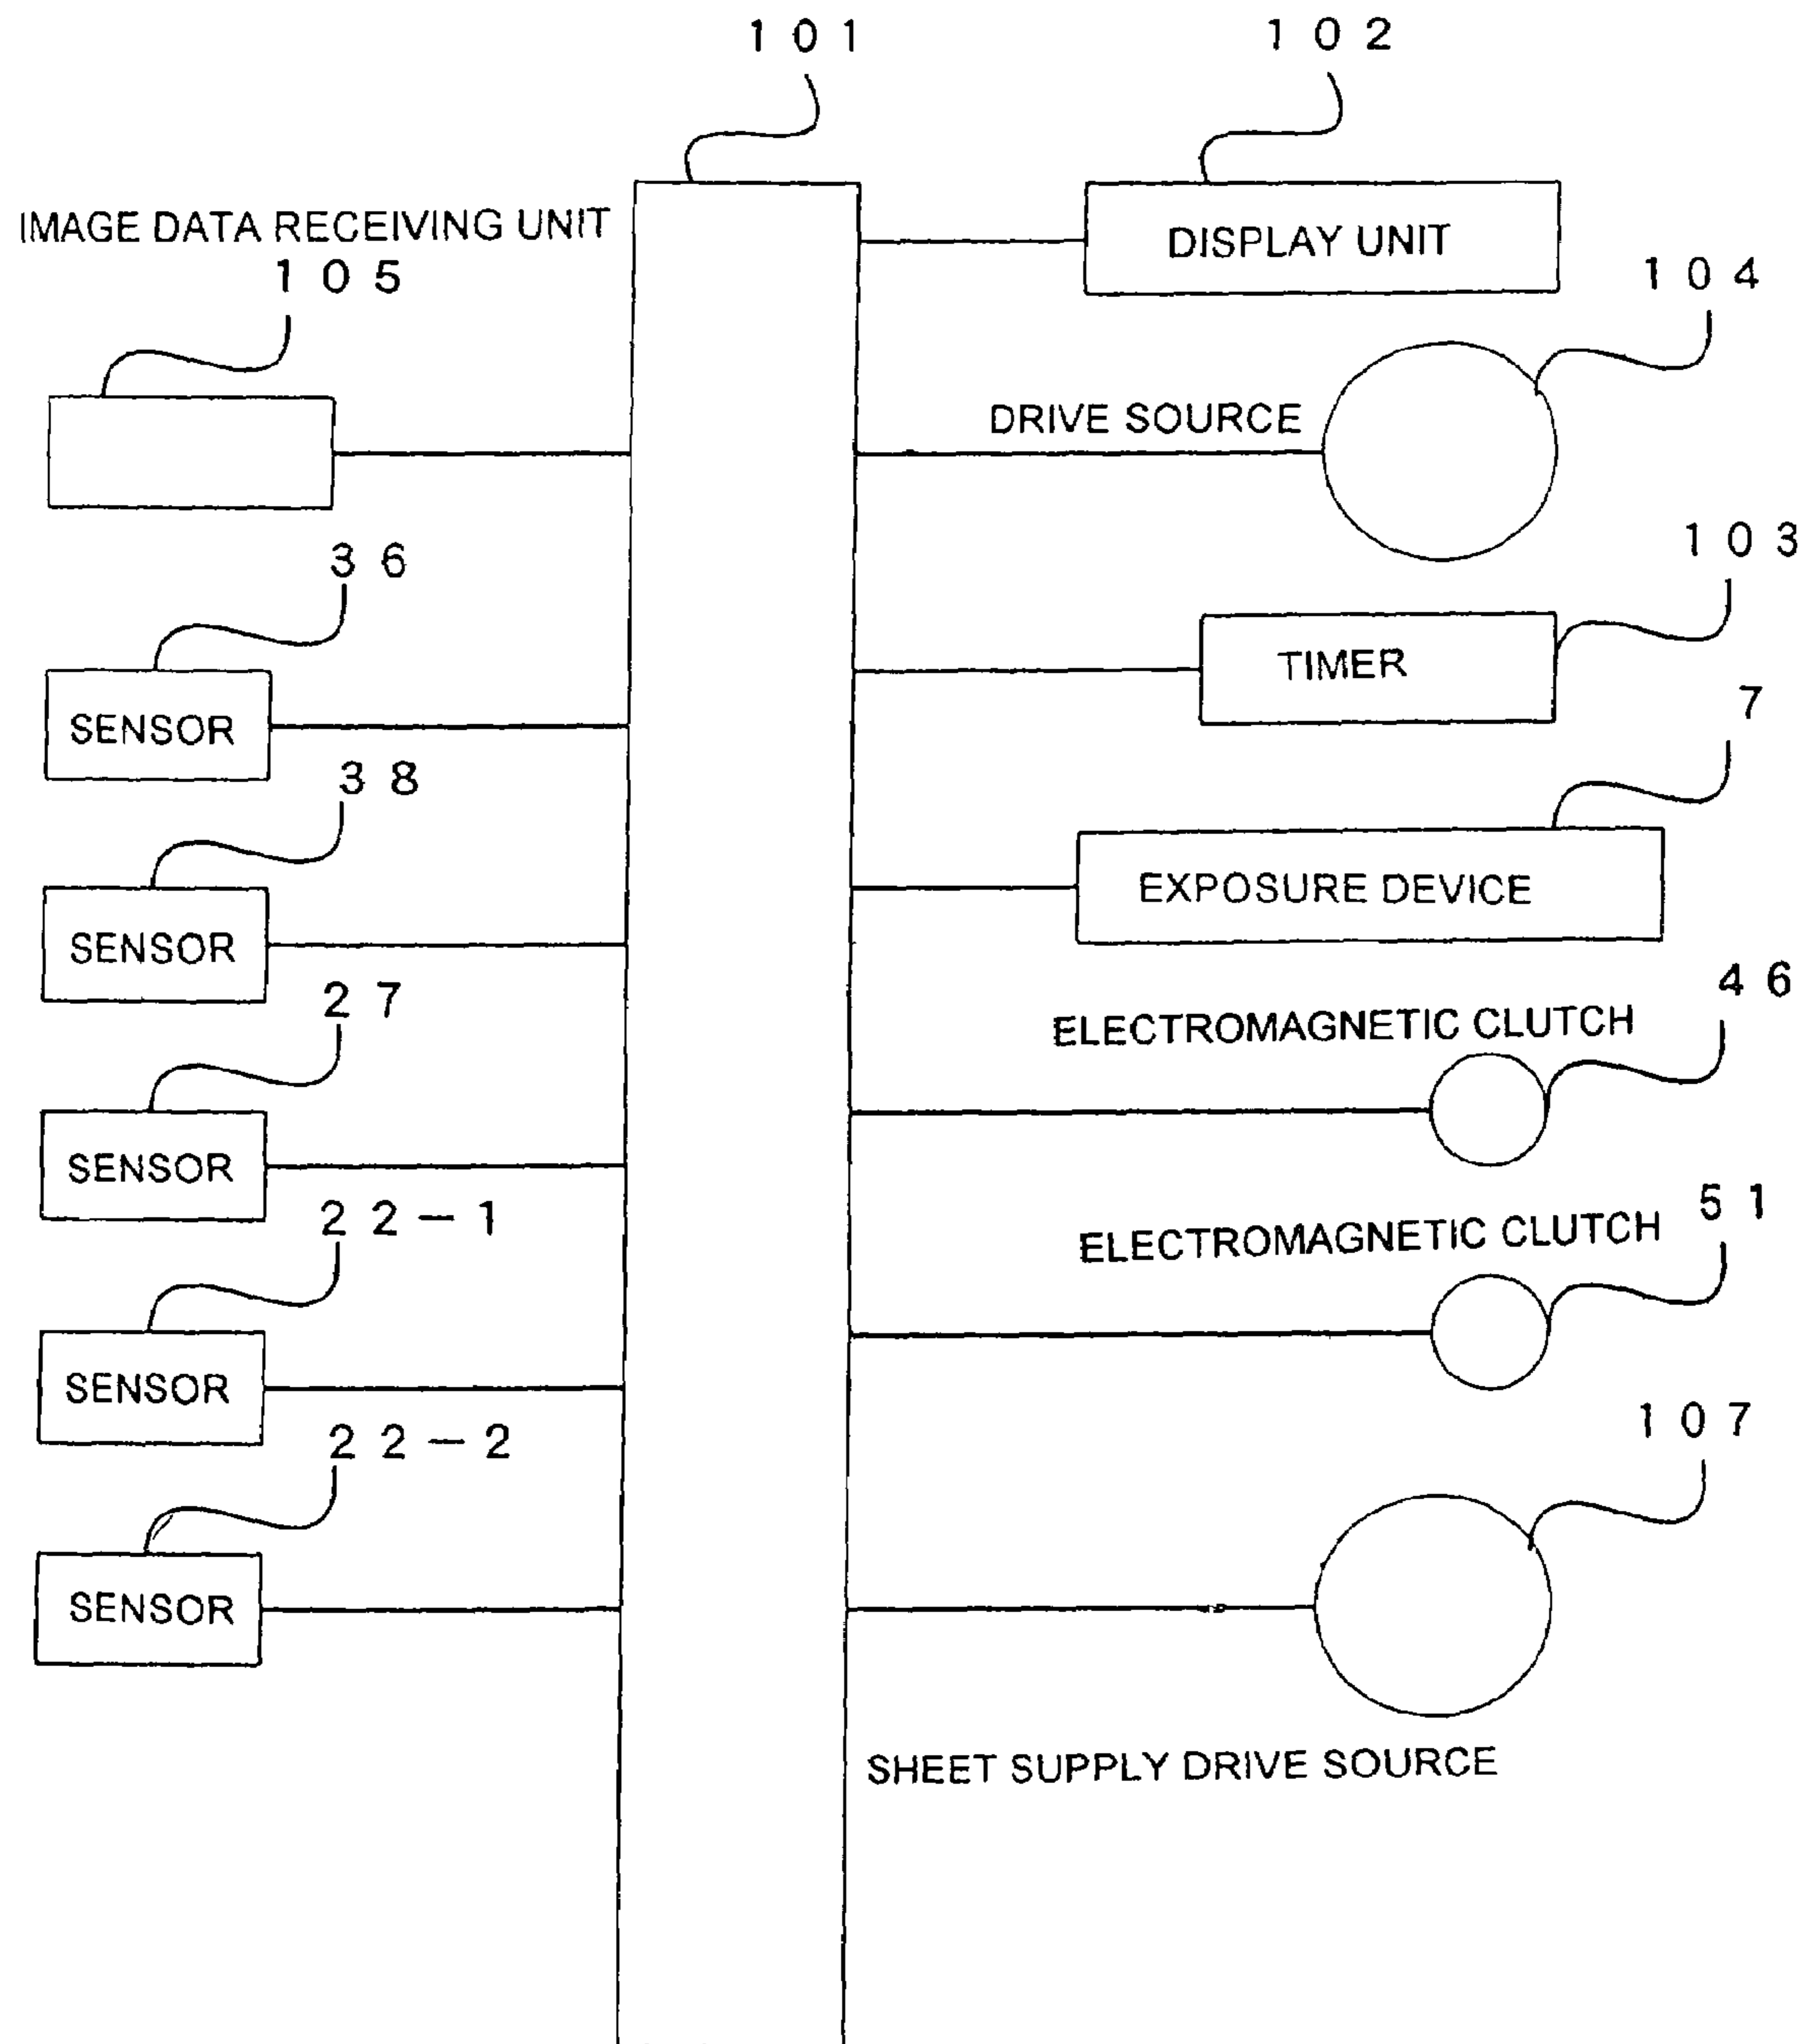 101
102
IMAGE DATA RECEIVING UNIT
105
DISPLAY UNIT
104
DRIVE SOURCE
36
103
SENSOR
TIMER
38
7
SENSOR
EXPOSURE DEVICE
27
46
ELECTROMAGNETIC CLUTCH
SENSOR
22-1
51
ELECTROMAGNETIC CLUTCH
SENSOR
22-2
107
SENSOR
SHEET SUPPLY DRIVE SOURCE